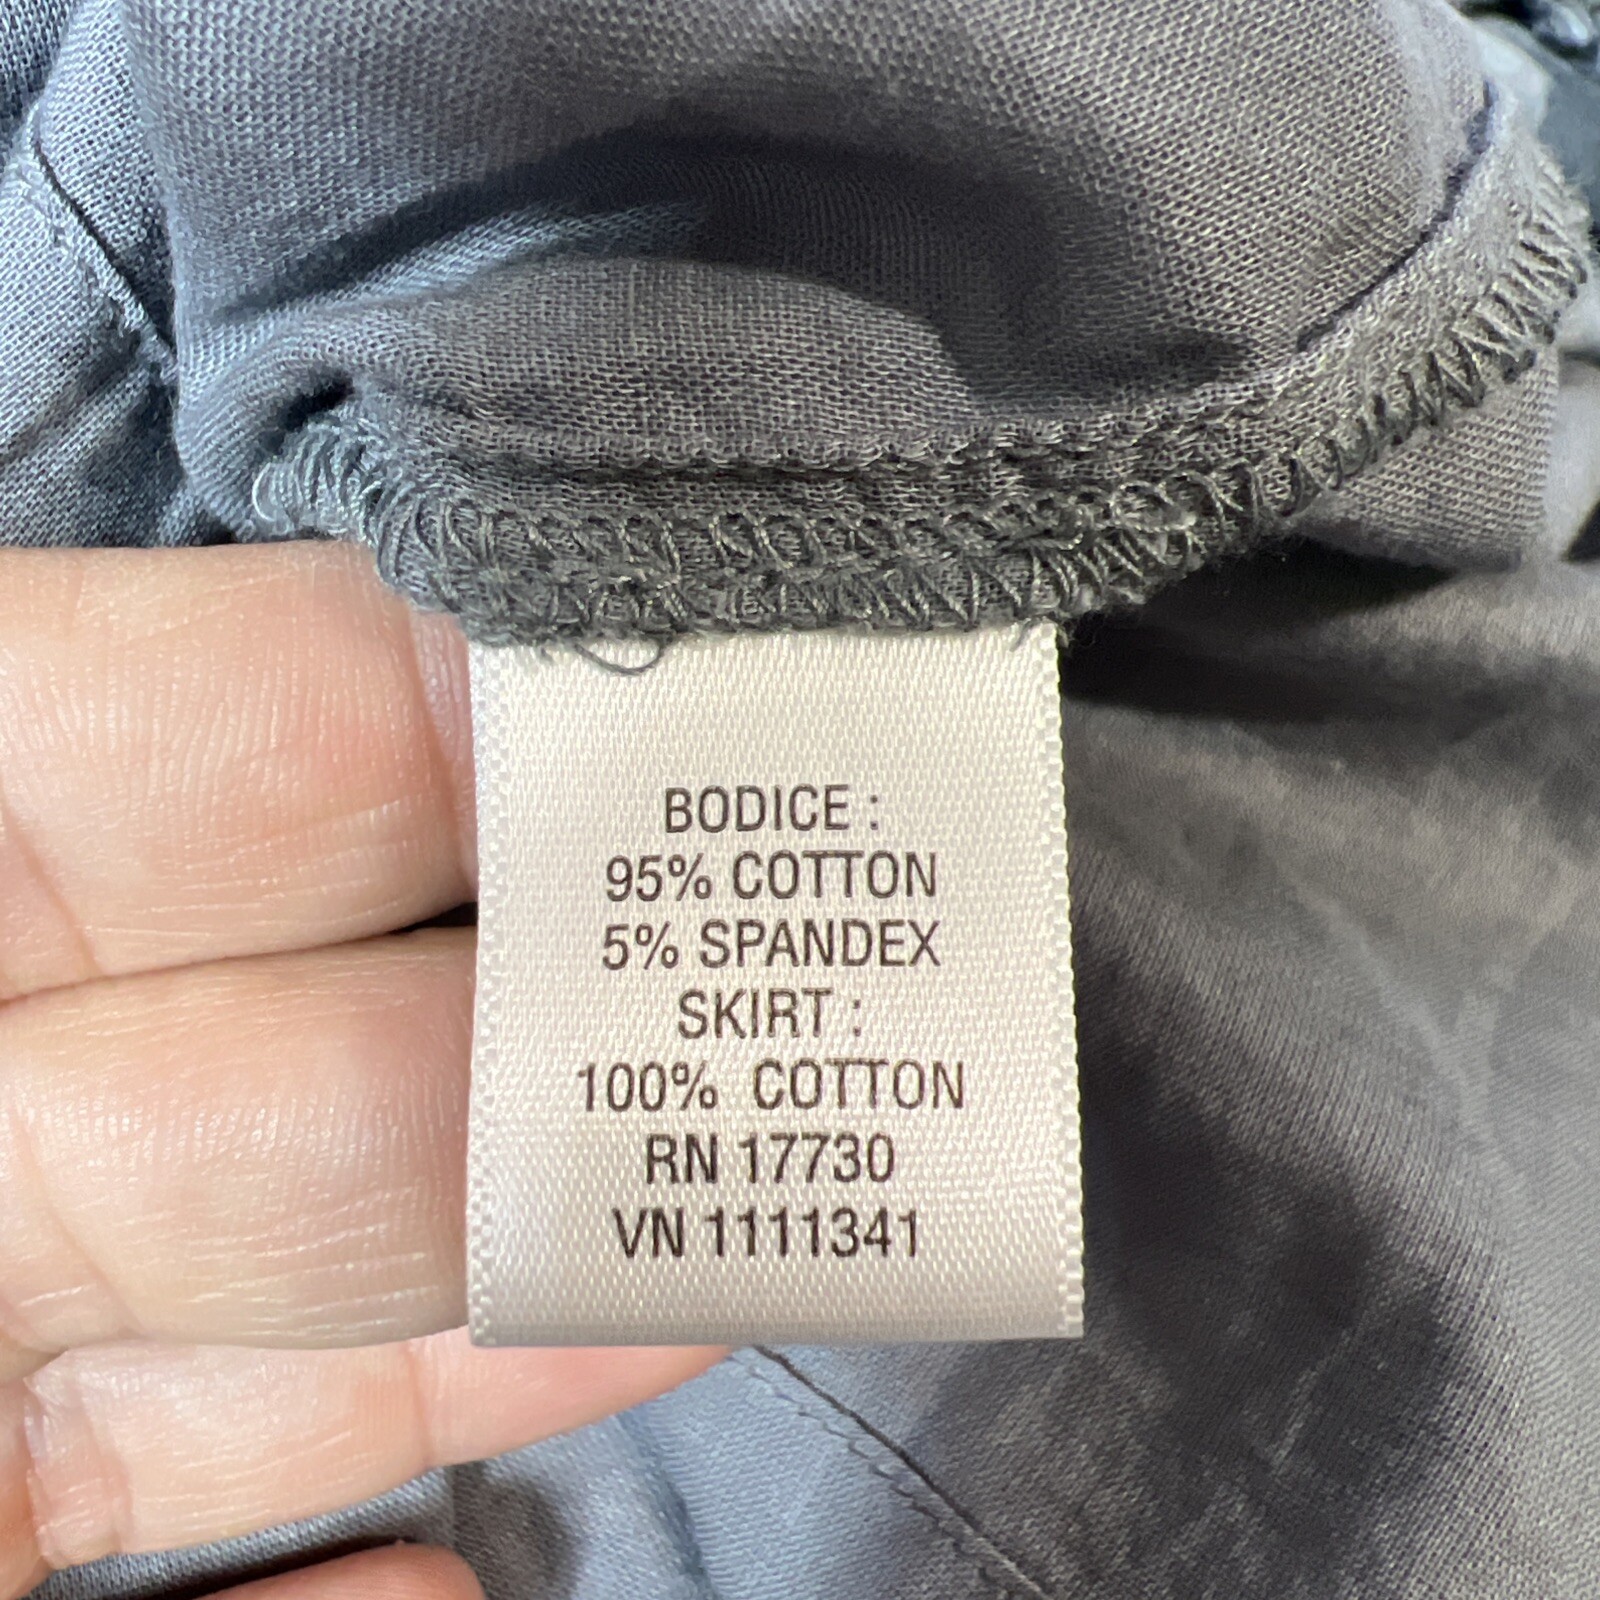 BODICE :
95% COTTON
5% SPANDEX
SKIRT :
100% COTTON
RN 17730
VN 1111341